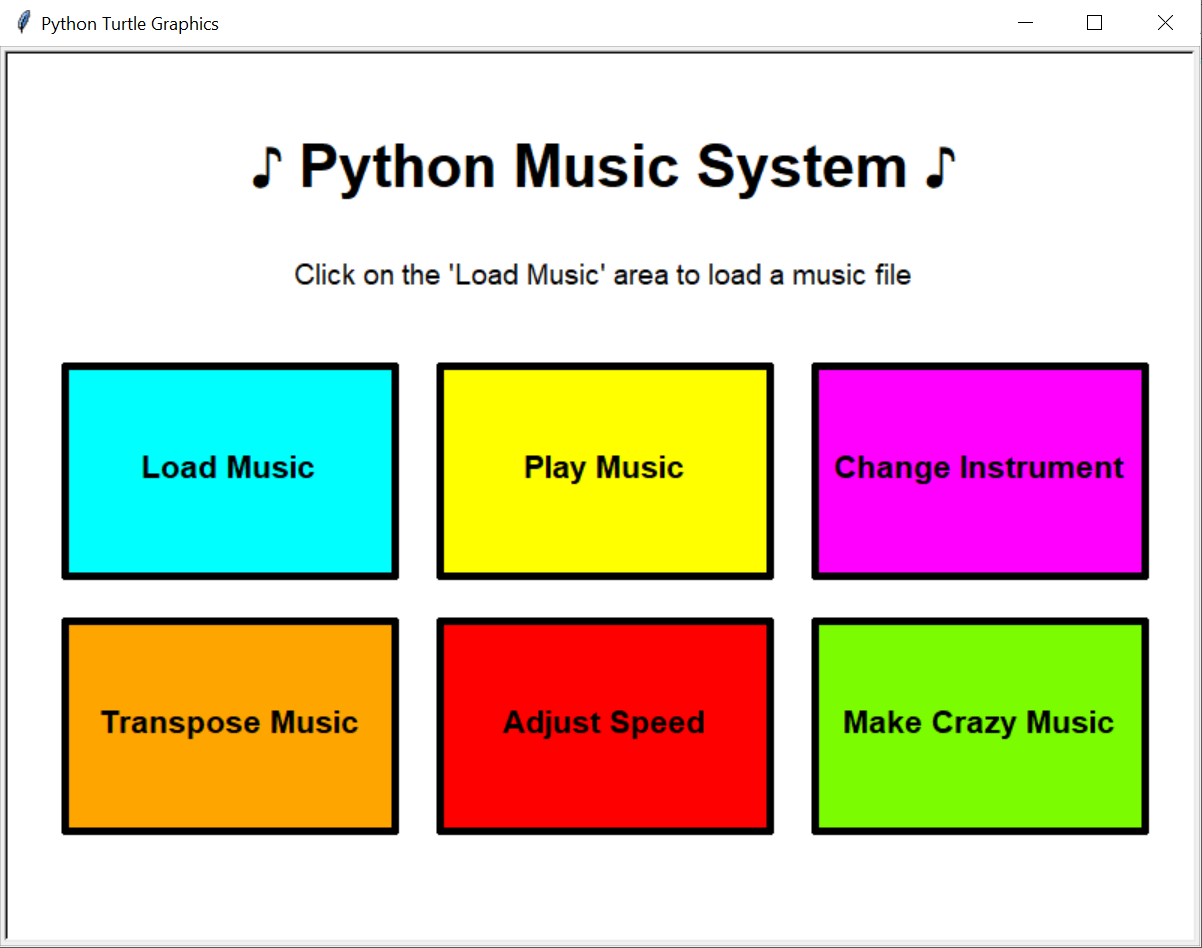 Python Turtle Graphics
♪ Python Music System ♪
Click on the 'Load Music' area to load a music file
Load Music
Play Music
Change Instrument
Transpose Music
Adjust Speed
Make Crazy Music